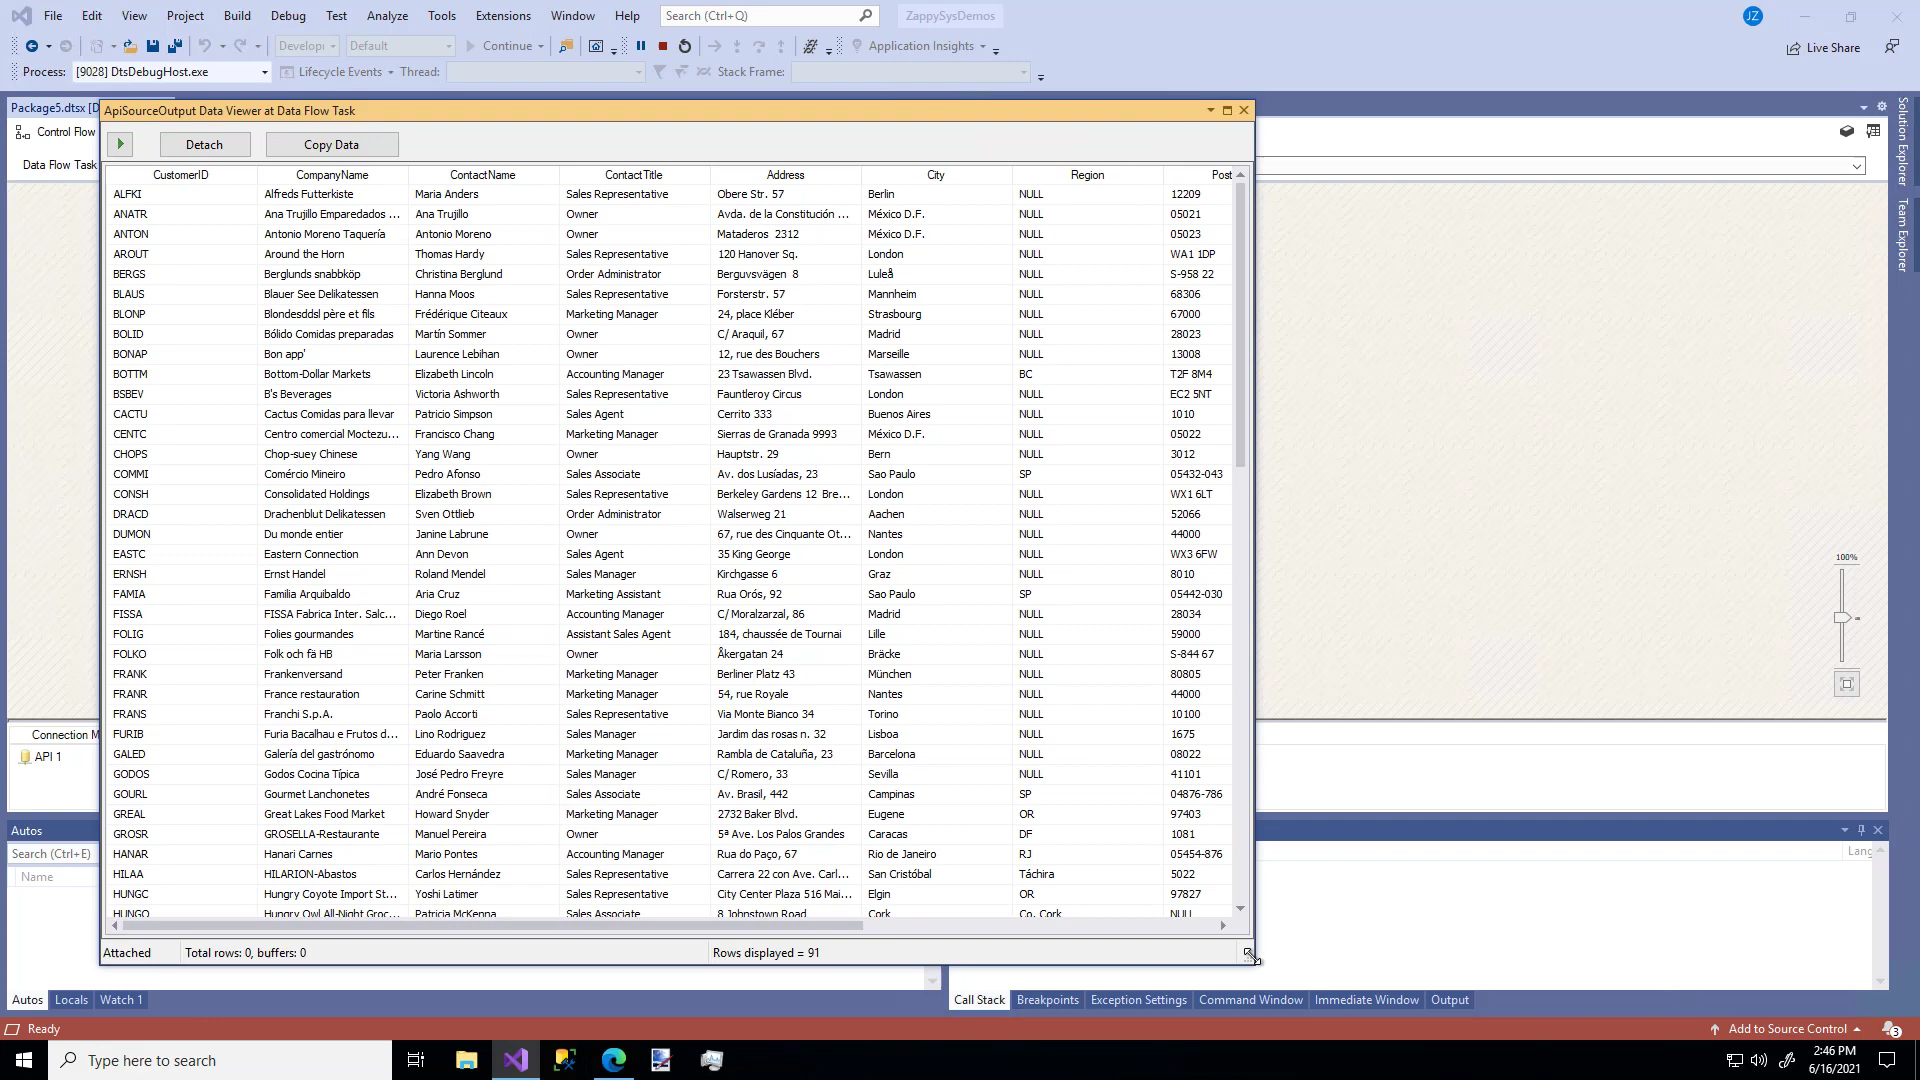 File Edit View Project Build Debug Test Analyze Tools Extensions Window Help Search (Ctrl+Q) ZappySysDemos JZ
Developi Default Continue Application Insights Live Share
Process: [9028] DtsDebugHost.exe Lifecycle Events Thread: Stack Frame:
Package5.dtsx [D
Control Flow
Data Flow Task
ApiSourceOutput Data Viewer at Data Flow Task
Detach Copy Data
CustomerID CompanyName ContactName ContactTitle Address City Region Post
ALFKI Alfreds Futterkiste Maria Anders Sales Representative Obere Str. 57 Berlin NULL 12209
ANATR Ana Trujillo Emparedados ... Ana Trujillo Owner Avda. de la Constitución ... México D.F. NULL 05021
ANTON Antonio Moreno Taquería Antonio Moreno Owner Mataderos 2312 México D.F. NULL 05023
AROUT Around the Horn Thomas Hardy Sales Representative 120 Hanover Sq. London NULL WA1 1DP
BERGS Berglunds snabbköp Christina Berglund Order Administrator Berguvsvägen 8 Luleå NULL S-958 22
BLAUS Blauer See Delikatessen Hanna Moos Sales Representative Forsterstr. 57 Mannheim NULL 68306
BLONP Blondesddsl père et fils Frédérique Citeaux Marketing Manager 24, place Kléber Strasbourg NULL 67000
BOLID Bólido Comidas preparadas Martín Sommer Owner C/ Araquil, 67 Madrid NULL 28023
BONAP Bon app' Laurence Lebihan Owner 12, rue des Bouchers Marseille NULL 13008
BOTTM Bottom-Dollar Markets Elizabeth Lincoln Accounting Manager 23 Tsawassen Blvd. Tsawassen BC T2F 8M4
BSBEV B's Beverages Victoria Ashworth Sales Representative Fauntleroy Circus London NULL EC2 5NT
CACTU Cactus Comidas para llevar Patricio Simpson Sales Agent Cerrito 333 Buenos Aires NULL 1010
CENTC Centro comercial Moctezu... Francisco Chang Marketing Manager Sierras de Granada 9993 México D.F. NULL 05022
CHOPS Chop-suey Chinese Yang Wang Owner Hauptstr. 29 Bern NULL 3012
COMMI Comércio Mineiro Pedro Afonso Sales Associate Av. dos Lusíadas, 23 Sao Paulo SP 05432-043
CONSH Consolidated Holdings Elizabeth Brown Sales Representative Berkeley Gardens 12 Bre... London NULL WX1 6LT
DRACD Drachenblut Delikatessen Sven Ottlieb Order Administrator Walserweg 21 Aachen NULL 52066
DUMON Du monde entier Janine Labrune Owner 67, rue des Cinquante Ot... Nantes NULL 44000
EASTC Eastern Connection Ann Devon Sales Agent 35 King George London NULL WX3 6FW
ERNSH Ernst Handel Roland Mendel Sales Manager Kirchgasse 6 Graz NULL 8010
FAMIA Familia Arquibaldo Aria Cruz Marketing Assistant Rua Orós, 92 Sao Paulo SP 05442-030
FISSA FISSA Fabrica Inter. Salc... Diego Roel Accounting Manager C/ Moralzarzal, 86 Madrid NULL 28034
FOLIG Folies gourmandes Martine Rancé Assistant Sales Agent 184, chaussée de Tournai Lille NULL 59000
FOLKO Folk och fä HB Maria Larsson Owner Åkergatan 24 Bräcke NULL S-844 67
FRANK Frankenversand Peter Franken Marketing Manager Berliner Platz 43 München NULL 80805
FRANR France restauration Carine Schmitt Marketing Manager 54, rue Royale Nantes NULL 44000
FRANS Franchi S.p.A. Paolo Accorti Sales Representative Via Monte Bianco 34 Torino NULL 10100
FURIB Furia Bacalhau e Frutos d... Lino Rodriguez Sales Manager Jardim das rosas n. 32 Lisboa NULL 1675
GALED Galería del gastrónomo Eduardo Saavedra Marketing Manager Rambla de Cataluña, 23 Barcelona NULL 08022
GODOS Godos Cocina Típica José Pedro Freyre Sales Manager C/ Romero, 33 Sevilla NULL 41101
GOURL Gourmet Lanchonetes André Fonseca Sales Associate Av. Brasil, 442 Campinas SP 04876-786
GREAL Great Lakes Food Market Howard Snyder Marketing Manager 2732 Baker Blvd. Eugene OR 97403
GROSR GROSELLA-Restaurante Manuel Pereira Owner 5ª Ave. Los Palos Grandes Caracas DF 1081
HANAR Hanari Carnes Mario Pontes Accounting Manager Rua do Paço, 67 Rio de Janeiro RJ 05454-876
HILAA HILARION-Abastos Carlos Hernández Sales Representative Carrera 22 con Ave. Carl... San Cristóbal Táchira 5022
HUNGC Hungry Coyote Import St... Yoshi Latimer Sales Representative City Center Plaza 516 Mai... Elgin OR 97827
HUNGO Hungry Owl All-Night Groc... Patricia McKenna Sales Associate 8 Johnstown Road Cork Co. Cork NULL
Attached Total rows: 0, buffers: 0 Rows displayed = 91
Solution Explorer
Team Explorer
100%
Connection M
API 1
Autos
Search (Ctrl+E)
Name
Lang
Autos Locals Watch 1 Call Stack Breakpoints Exception Settings Command Window Immediate Window Output
Ready Add to Source Control 3
Type here to search
2:46 PM
6/16/2021